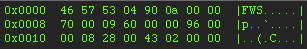 0x0000  46 57 53 04 90 0a 00 00  |FWS.....|
0x0008  70 00 09 60 00 00 96 00  |p..`....|
0x0010  00 08 28 00 43 02 00 00  |..(.C...|